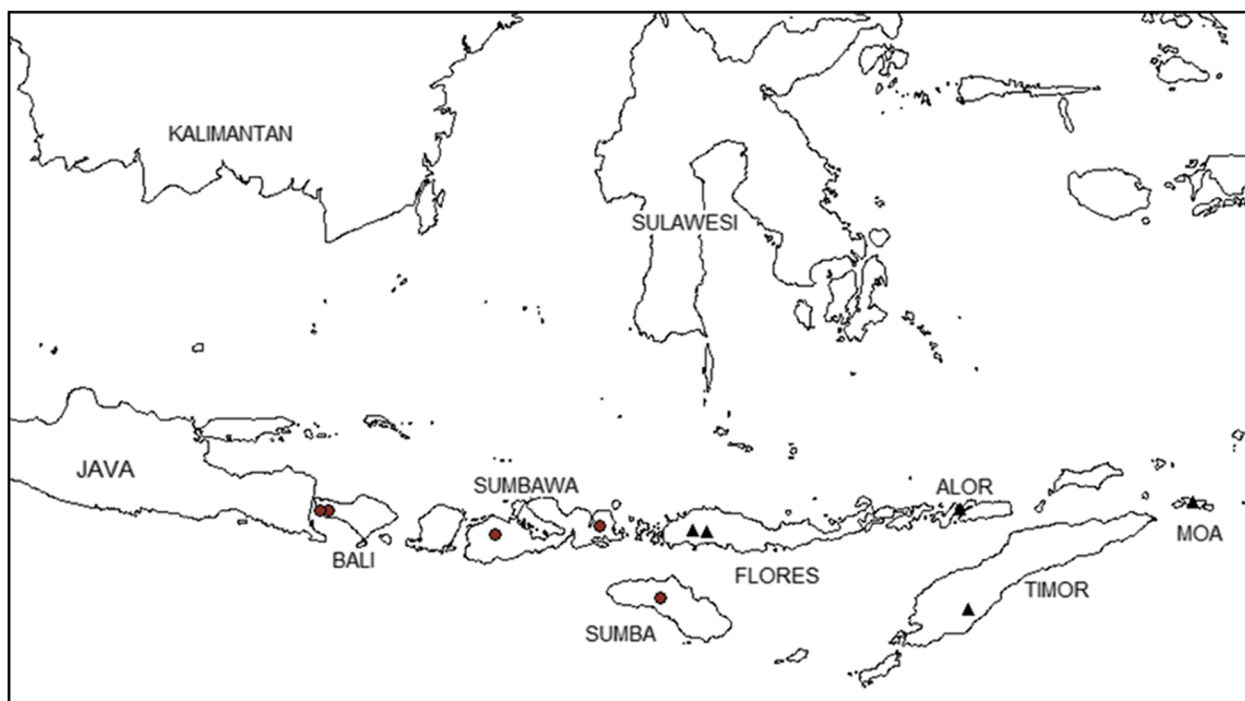 KALIMANTAN
SULAWESI
JAVA
SUMBAWA
ALOR
MOA
BALI
FLORES
TIMOR
SUMBA